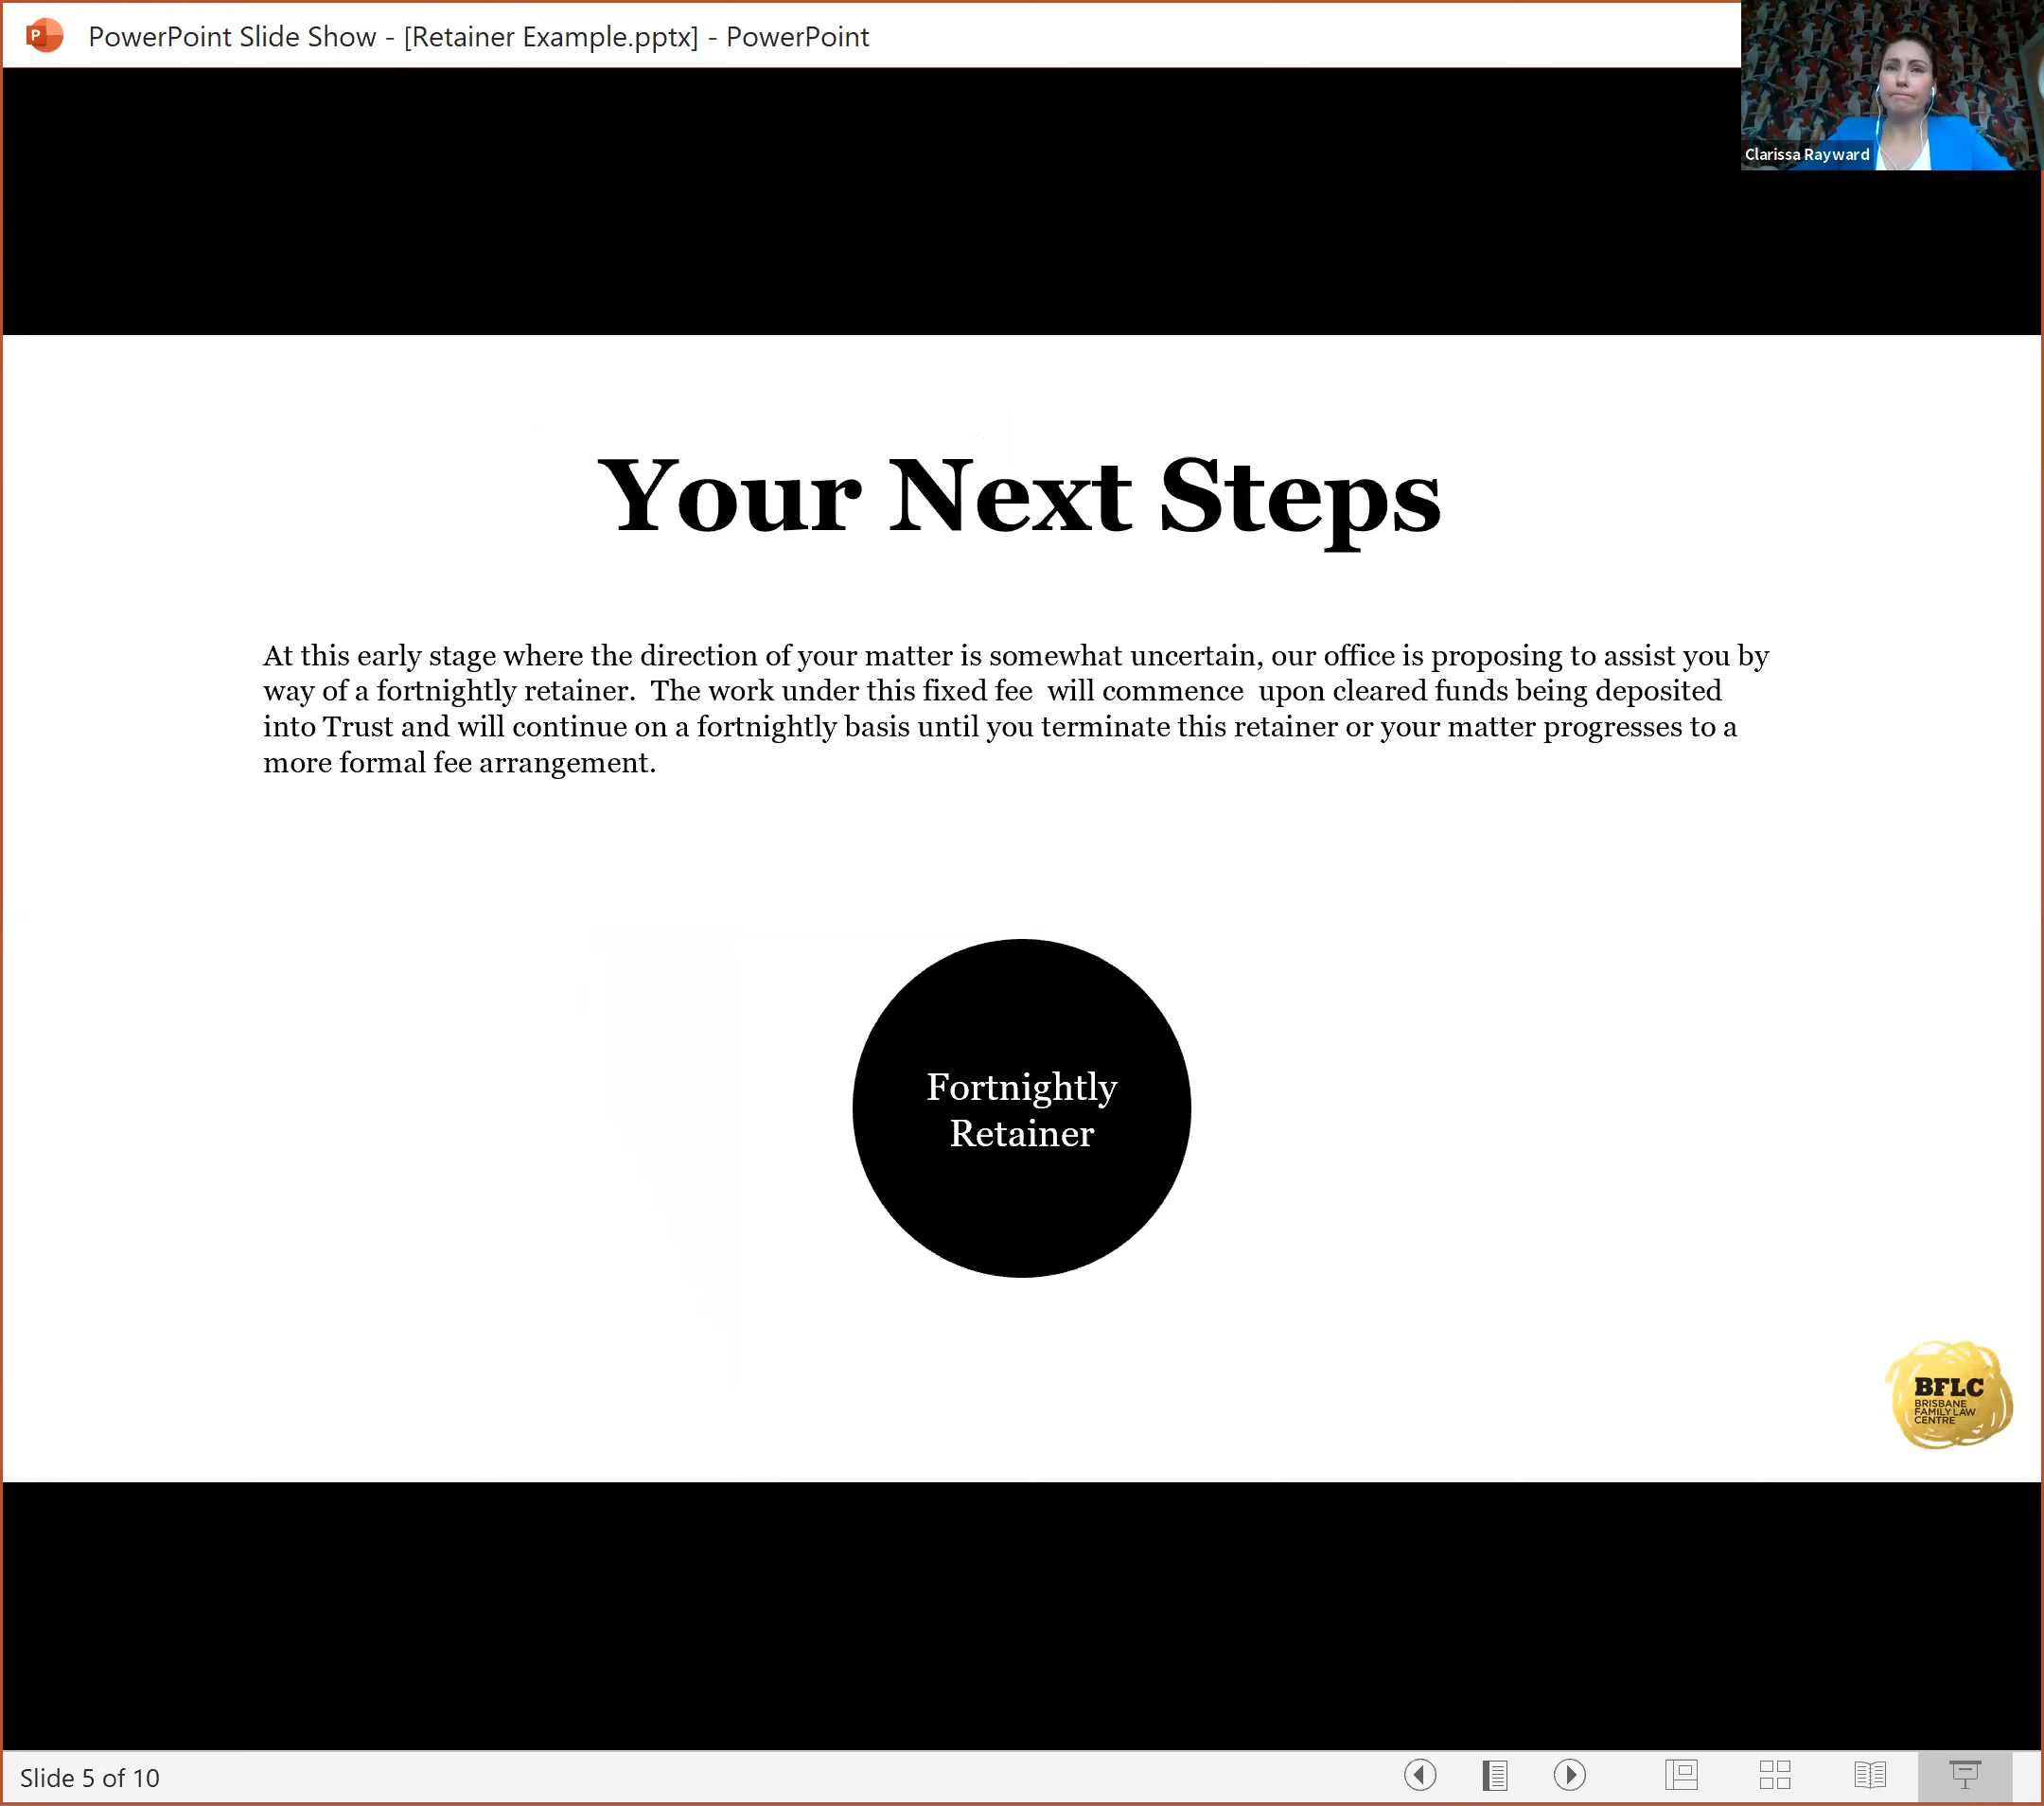 PowerPoint Slide Show - [Retainer Example.pptx] - PowerPoint
Clarissa Rayward
Your Next Steps
At this early stage where the direction of your matter is somewhat uncertain, our office is proposing to assist you by
way of a fortnightly retainer.  The work under this fixed fee  will commence  upon cleared funds being deposited
into Trust and will continue on a fortnightly basis until you terminate this retainer or your matter progresses to a
more formal fee arrangement.
Fortnightly
Retainer
BFLC
BRISBANE
FAMILY LAW
CENTRE
Slide 5 of 10